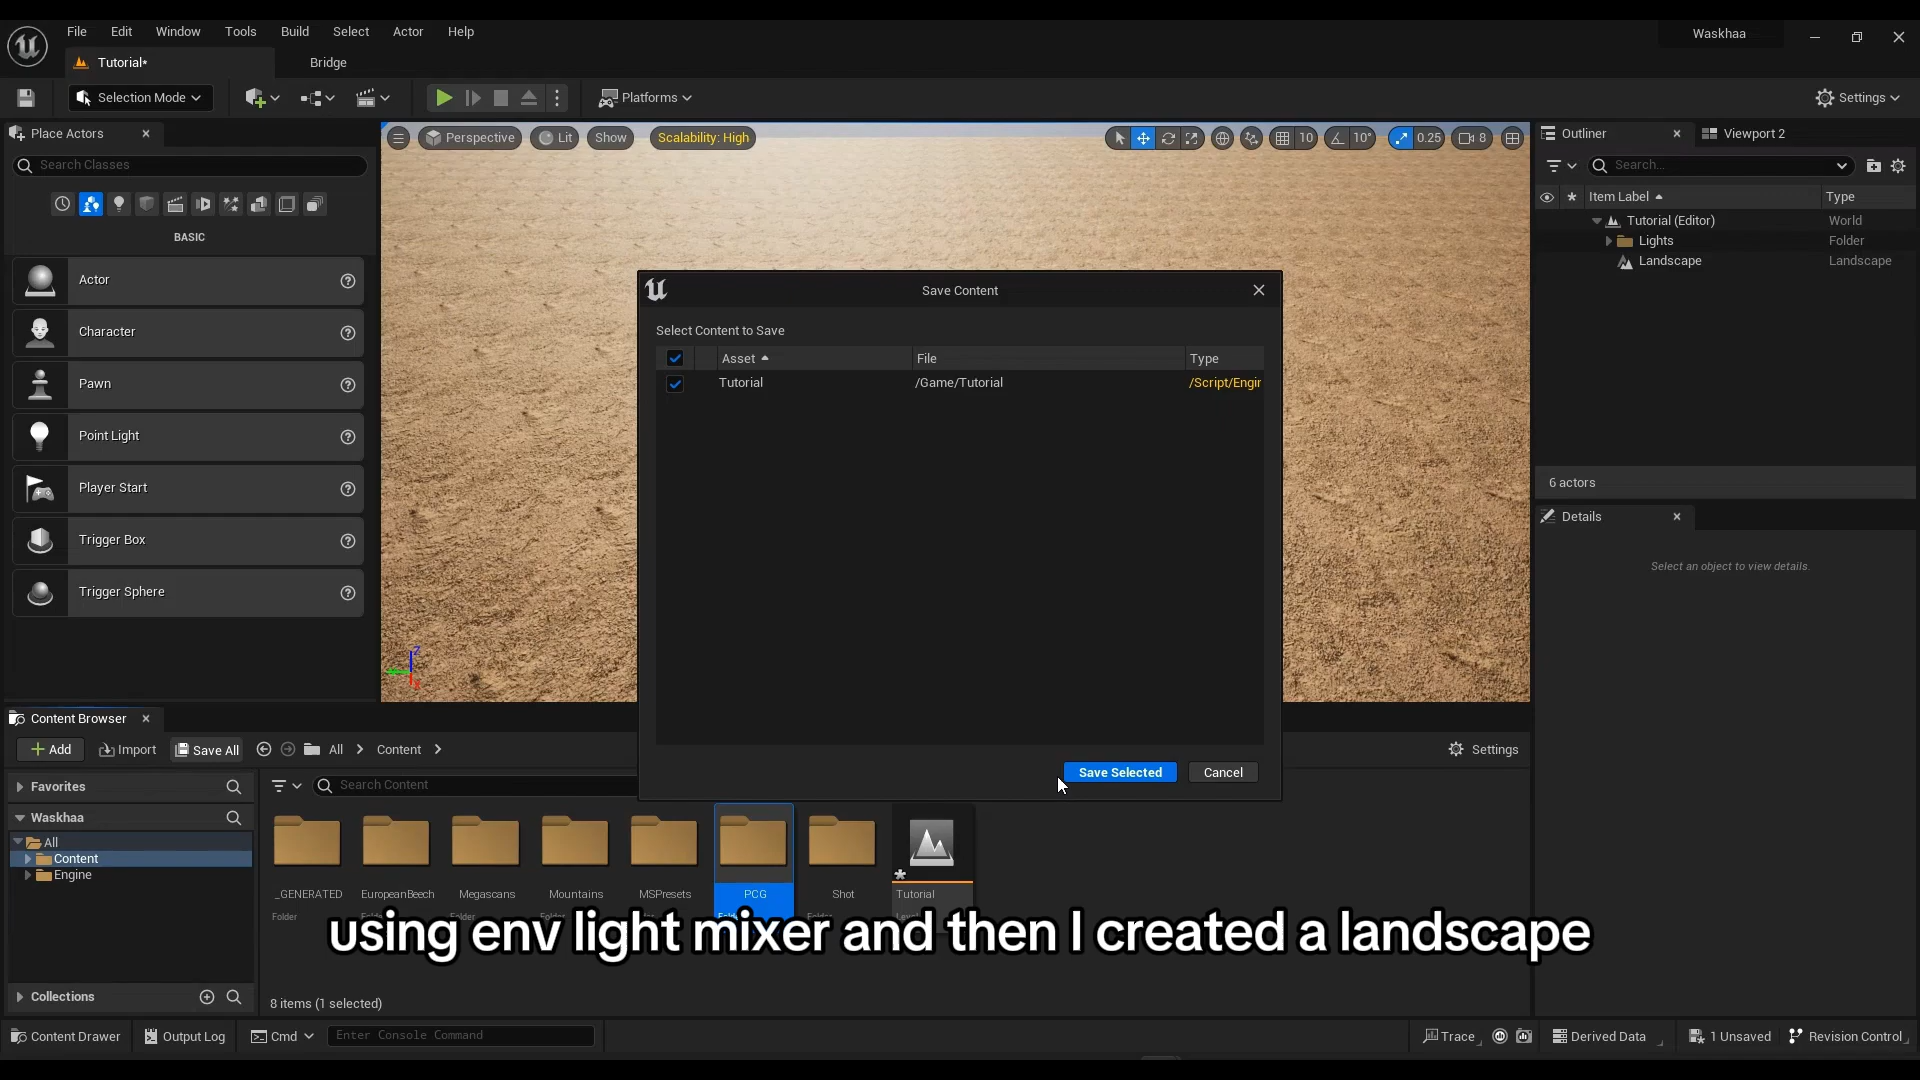 File Edit Window Tools Build Select Actor Help
Waskhaa
Tutorial*
Bridge
Selection Mode
Platforms
Settings
Place Actors
Search Classes
BASIC
Actor
Character
Pawn
Point Light
Player Start
Trigger Box
Trigger Sphere
Perspective
Lit
Show
Scalability: High
10
10°
0.25
8
Save Content
Select Content to Save
Asset File Type
Tutorial /Game/Tutorial /Script/Engin
Save Selected
Cancel
Outliner
Viewport 2
Search...
Item Label Type
Tutorial (Editor) World
Lights Folder
Landscape Landscape
6 actors
Details
Select an object to view details.
Content Browser
Add
Import
Save All
All
Content
Settings
Favorites
Waskhaa
All
Content
Engine
Collections
Search Content
_GENERATED
Folder
EuropeanBeech
Megascans
Mountains
MSPresets
PCG
Shot
Tutorial
using env light mixer and then I created a landscape
8 items (1 selected)
Content Drawer
Output Log
Cmd
Enter Console Command
Trace
Derived Data
1 Unsaved
Revision Control